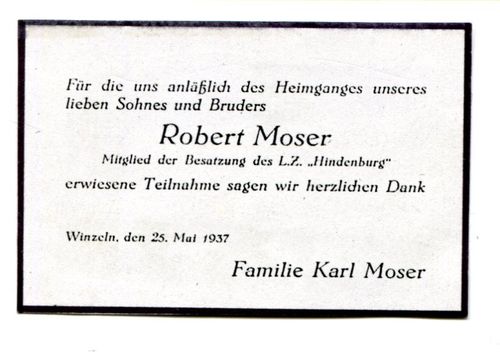 Für die uns anläßlich des Heimganges unseres
lieben Sohnes und Bruders
Robert Moser
Mitglied der Besatzung des L.Z. „Hindenburg"
erwiesene Teilnahme sagen wir herzlichen Dank
Winzeln, den 25. Mai 1937
Familie Karl Moser